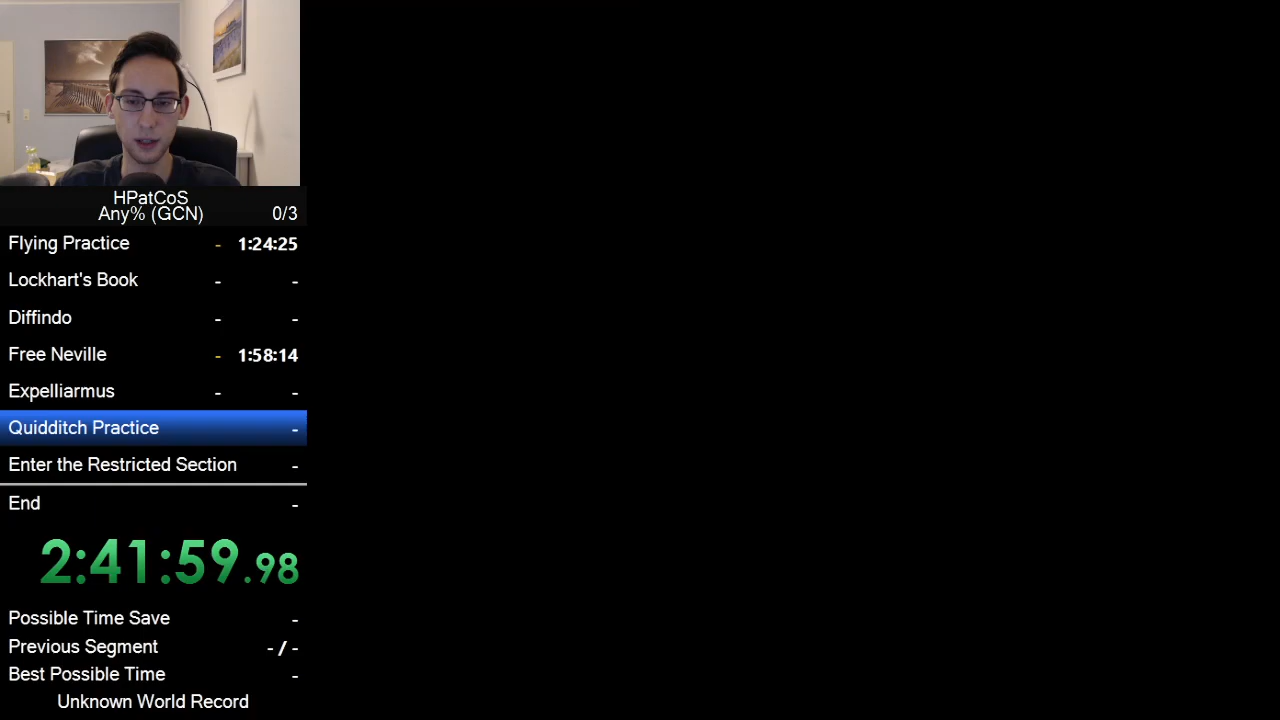 HPatCoS
Any% (GCN) 0/3
Flying Practice - 1:24:25
Lockhart's Book - -
Diffindo - -
Free Neville - 1:58:14
Expelliarmus - -
Quidditch Practice -
Enter the Restricted Section -
End -
2:41:59.98
Possible Time Save -
Previous Segment - / -
Best Possible Time -
Unknown World Record